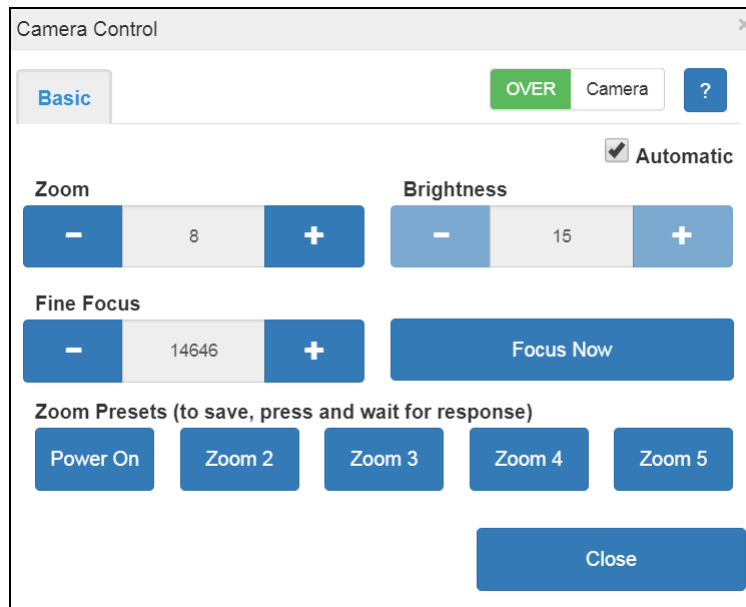 Camera Control
×
Basic
OVER Camera ?
Automatic
Zoom Brightness
− 8 + − 15 +
Fine Focus
− 14646 + Focus Now
Zoom Presets (to save, press and wait for response)
Power On Zoom 2 Zoom 3 Zoom 4 Zoom 5
Close